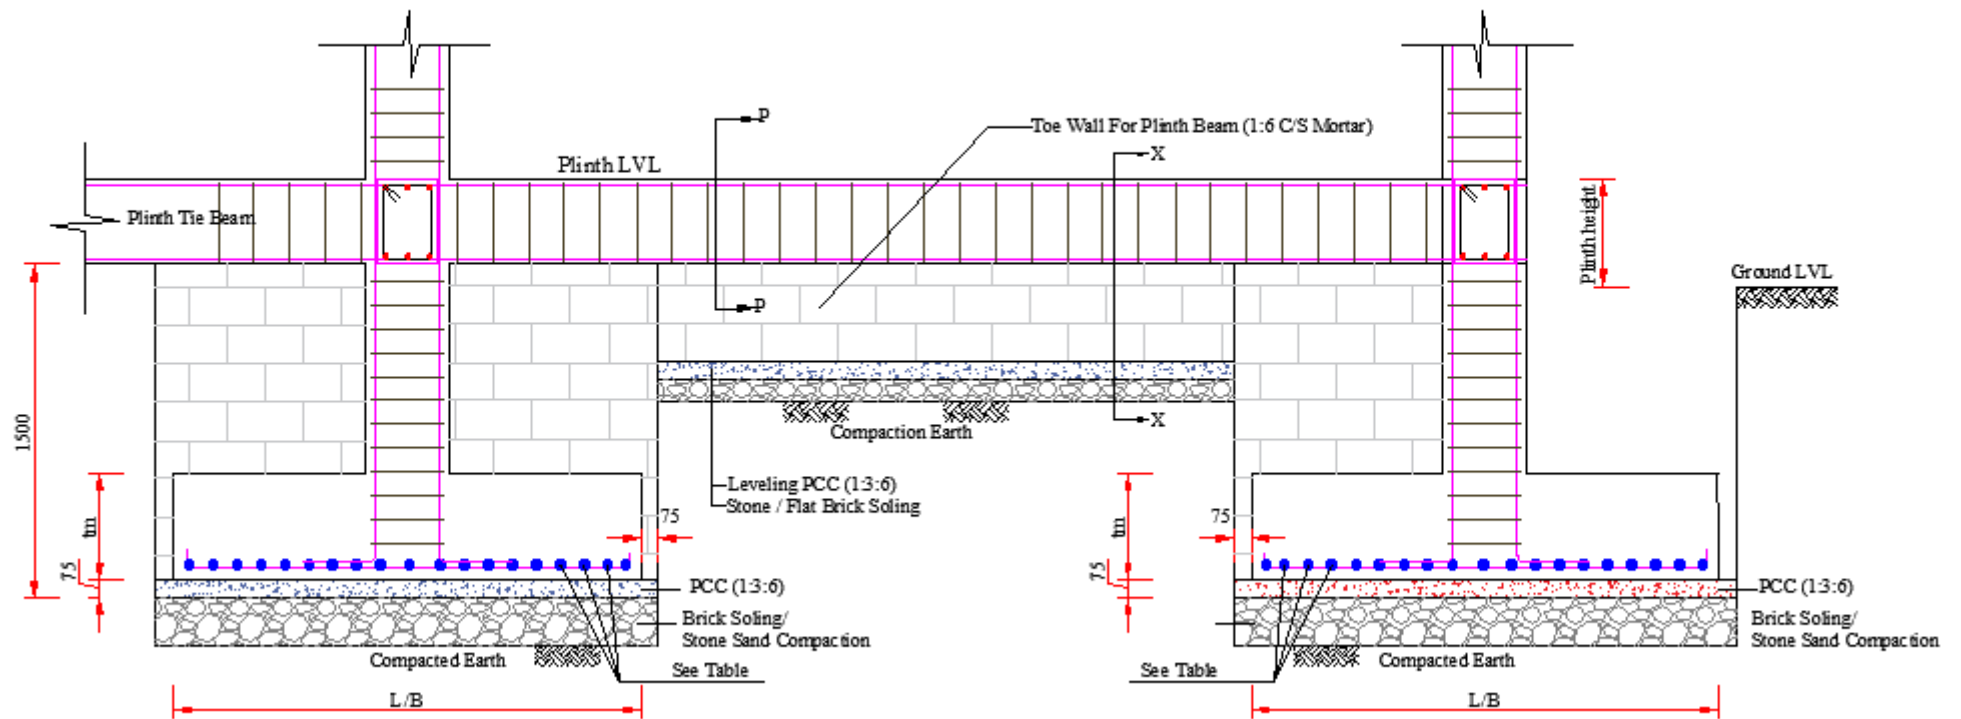 P
Toe Wall For Plinth Beam (1:6 C/S Mortar)
X
Plinth LVL
Plinth Tie Beam
Plinth height
Ground LVL
P
1500
Compaction Earth
X
Leveling PCC (1:3:6)
Stone / Flat Brick Soling
tm
75
75
tm
75
75
PCC (1:3:6)
PCC (1:3:6)
Brick Soling/
Stone Sand Compaction
Brick Soling/
Stone Sand Compaction
Compacted Earth
See Table
See Table
Compacted Earth
L/B
L/B